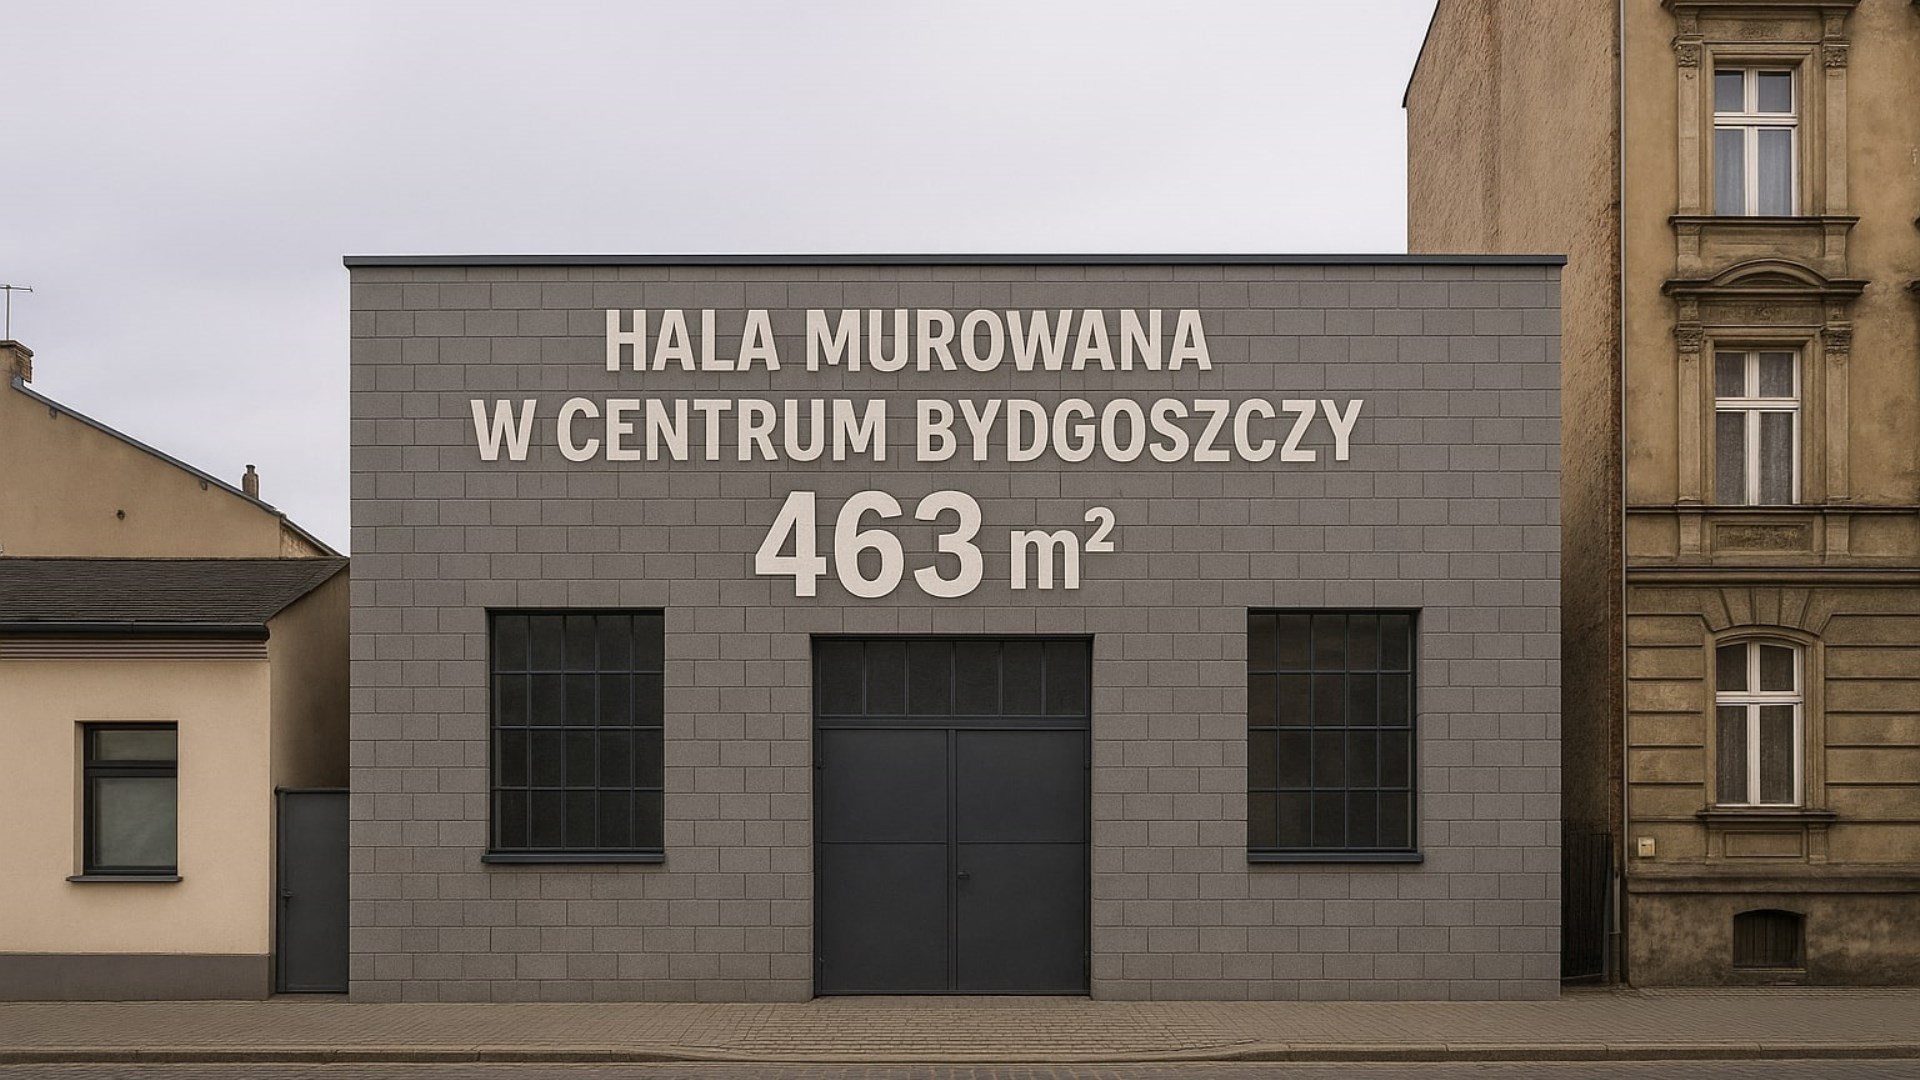 HALA MUROWANA
W CENTRUM BYDGOSZCZY
463 m²